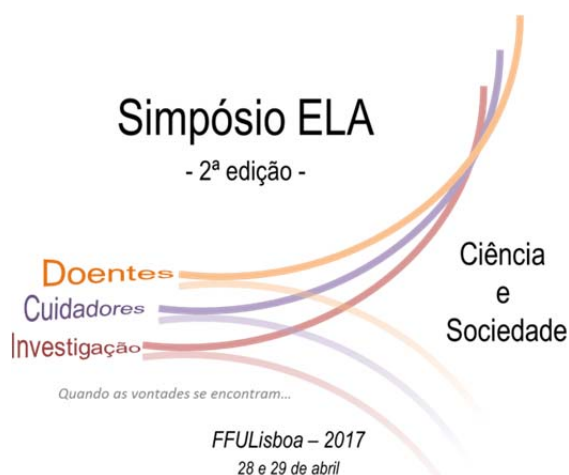 Simpósio ELA
- 2ª edição -
Doentes
Cuidadores
Investigação
Ciência
e
Sociedade
Quando as vontades se encontram...
FFULisboa – 2017
28 e 29 de abril